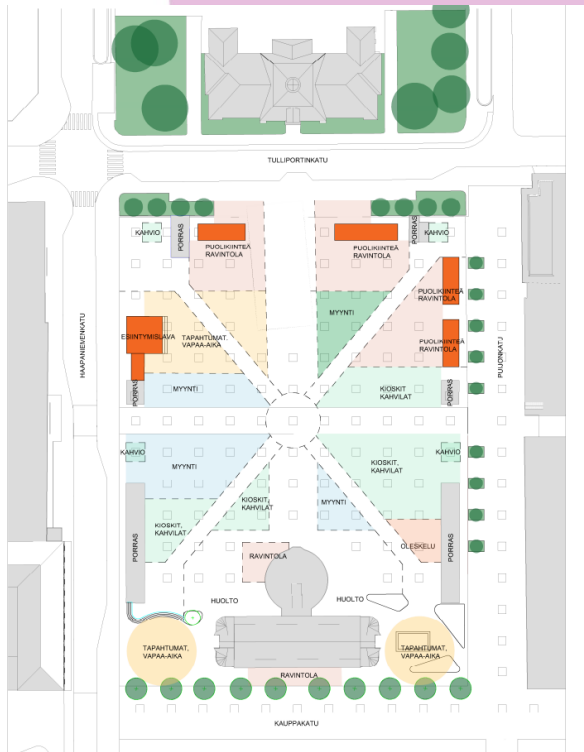 TULLIPORTINKATU
KAHVIO
PORRAS
PUOLIKIINTEÄ
RAVINTOLA
PUOLIKIINTEÄ
RAVINTOLA
PORRAS
KAHVIO
PUOLIKIINTEÄ
RAVINTOLA
MYYNTI
ESIINTYMISLAVA
TAPAHTUMAT,
VAPAA-AIKA
PUOLIKIINTEÄ
RAVINTOLA
HAAPANIEMENKATU
PUIJONKATU
PORRAS
MYYNTI
KIOSKIT
KAHVILAT
PORRAS
KAHVIO
MYYNTI
KIOSKIT,
KAHVILAT
KAHVIO
KIOSKIT,
KAHVILAT
MYYNTI
KIOSKIT,
KAHVILAT
PORRAS
OLESKELU
PORRAS
RAVINTOLA
HUOLTO
HUOLTO
TAPAHTUMAT,
VAPAA-AIKA
TAPAHTUMAT,
VAPAA-AIKA
RAVINTOLA
KAUPPAKATU